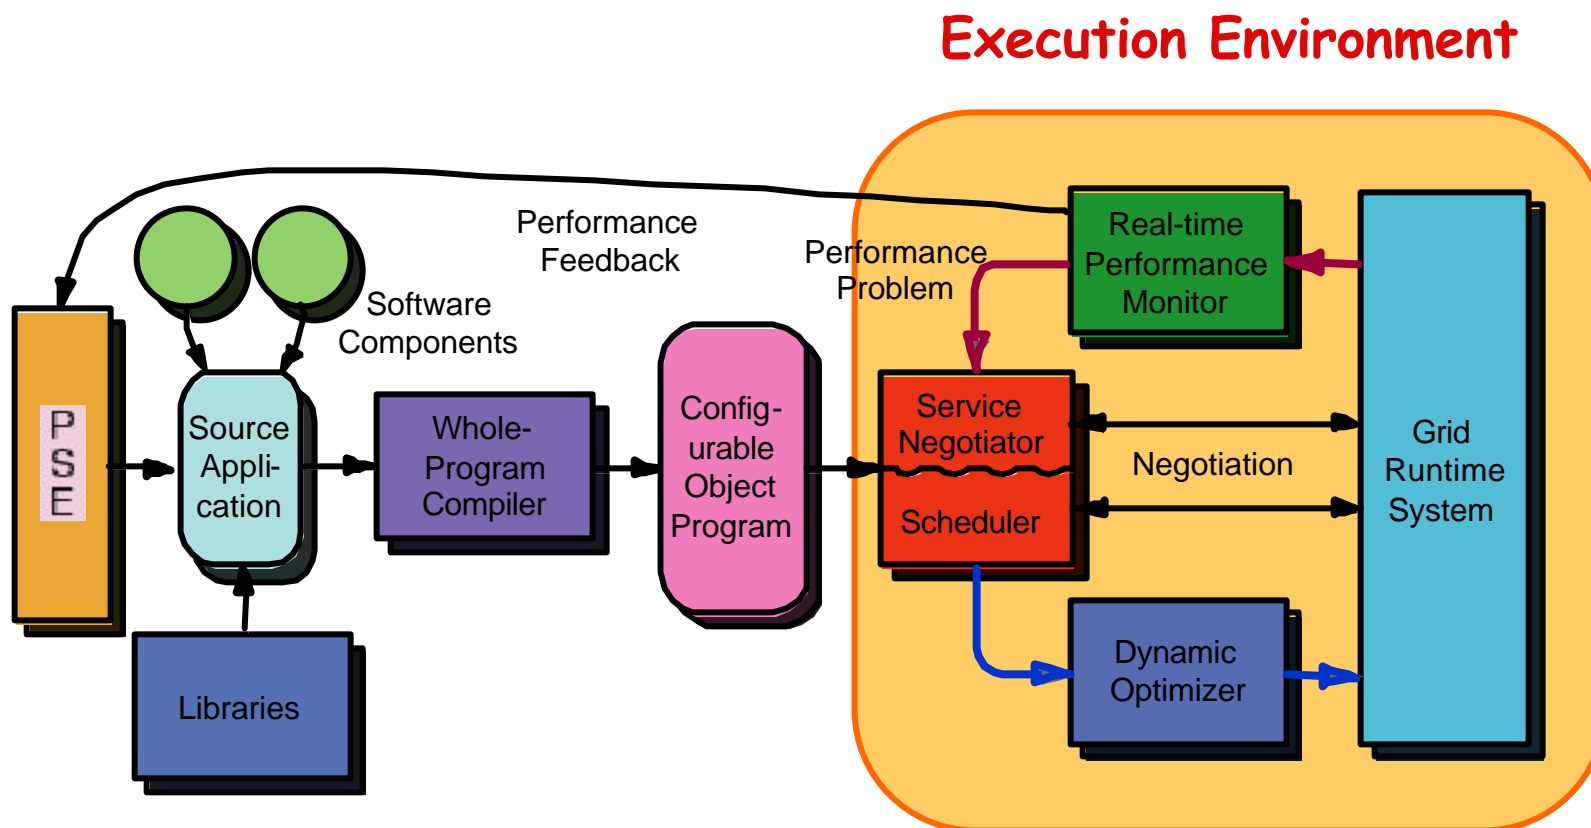 Execution Environment
Performance
Feedback
Performance
Problem
Real-time
Performance
Monitor
Software
Components
P
S
E
Source
Appli-
cation
Whole-
Program
Compiler
Config-
urable
Object
Program
Service
Negotiator
Scheduler
Negotiation
Grid
Runtime
System
Libraries
Dynamic
Optimizer